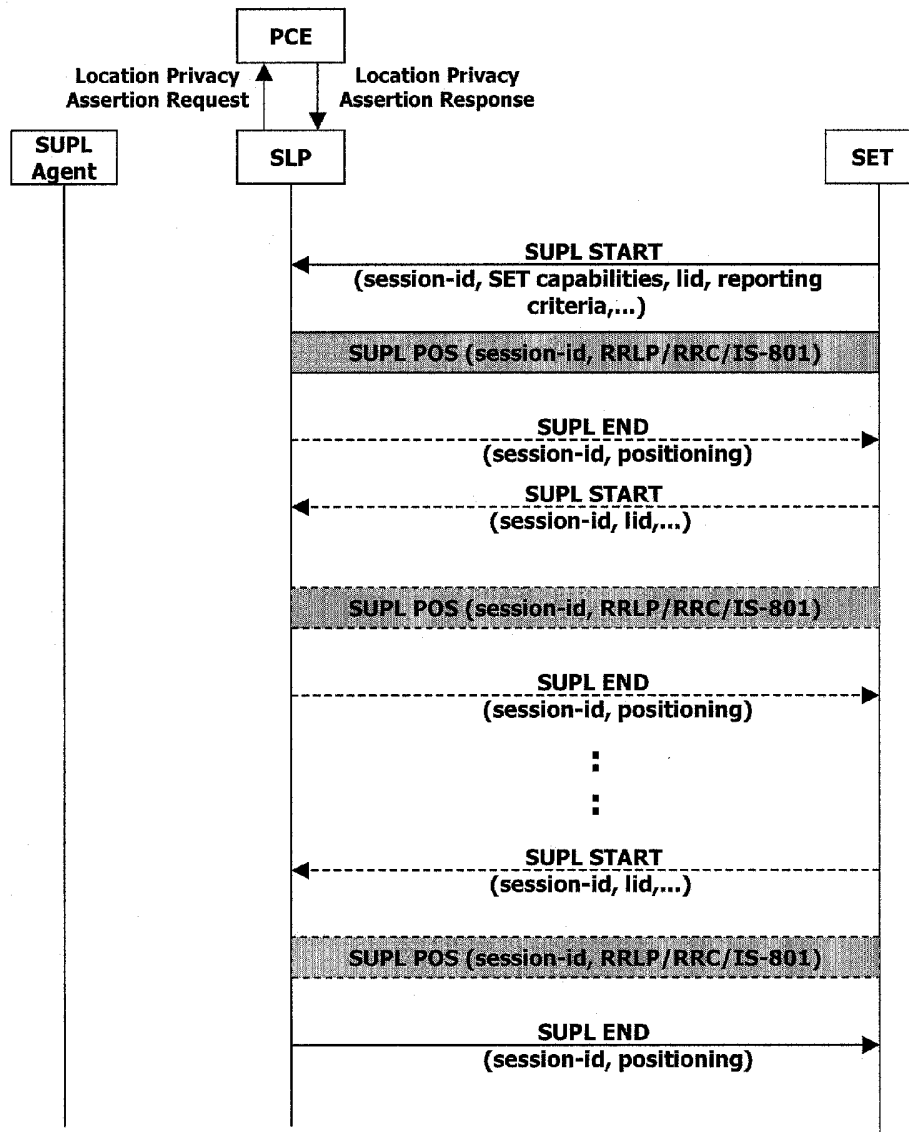 PCE
Location Privacy
Assertion Request
Location Privacy
Assertion Response
SUPL
Agent
SLP
SET
SUPL START
(session-id, SET capabilities, lid, reporting
criteria,...)
SUPL POS (session-id, RRLP/RRC/IS-801)
SUPL END
(session-id, positioning)
SUPL START
(session-id, lid,...)
SUPL POS (session-id, RRLP/RRC/IS-801)
SUPL END
(session-id, positioning)
:
:
SUPL START
(session-id, lid,...)
SUPL POS (session-id, RRLP/RRC/IS-801)
SUPL END
(session-id, positioning)